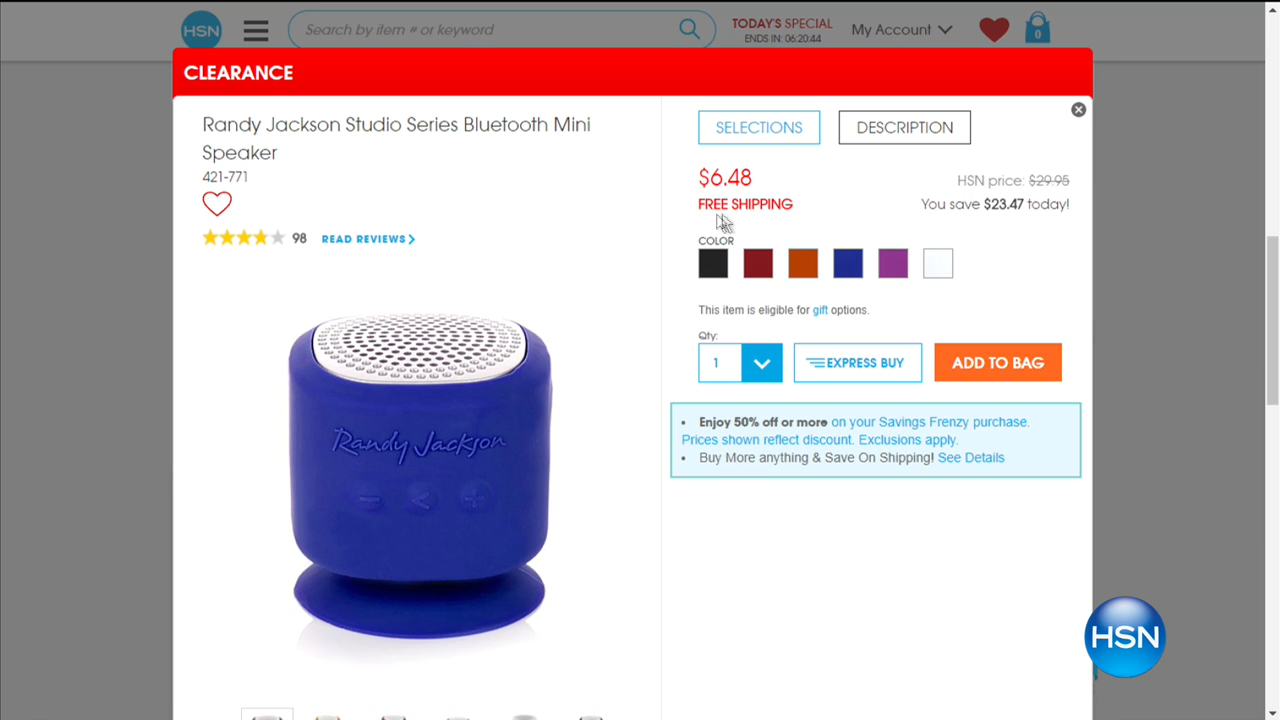 HSN
Search by item # or keyword
TODAY'S SPECIAL
ENDS IN: 06:20:44
My Account
0
CLEARANCE
Randy Jackson Studio Series Bluetooth Mini
Speaker
421-771
98 READ REVIEWS
SELECTIONS
DESCRIPTION
$6.48
HSN price: $29.95
FREE SHIPPING
You save $23.47 today!
COLOR
This item is eligible for gift options.
Qty:
1
EXPRESS BUY
ADD TO BAG
• Enjoy 50% off or more on your Savings Frenzy purchase.
Prices shown reflect discount. Exclusions apply.
• Buy More anything & Save On Shipping! See Details
Randy Jackson
HSN